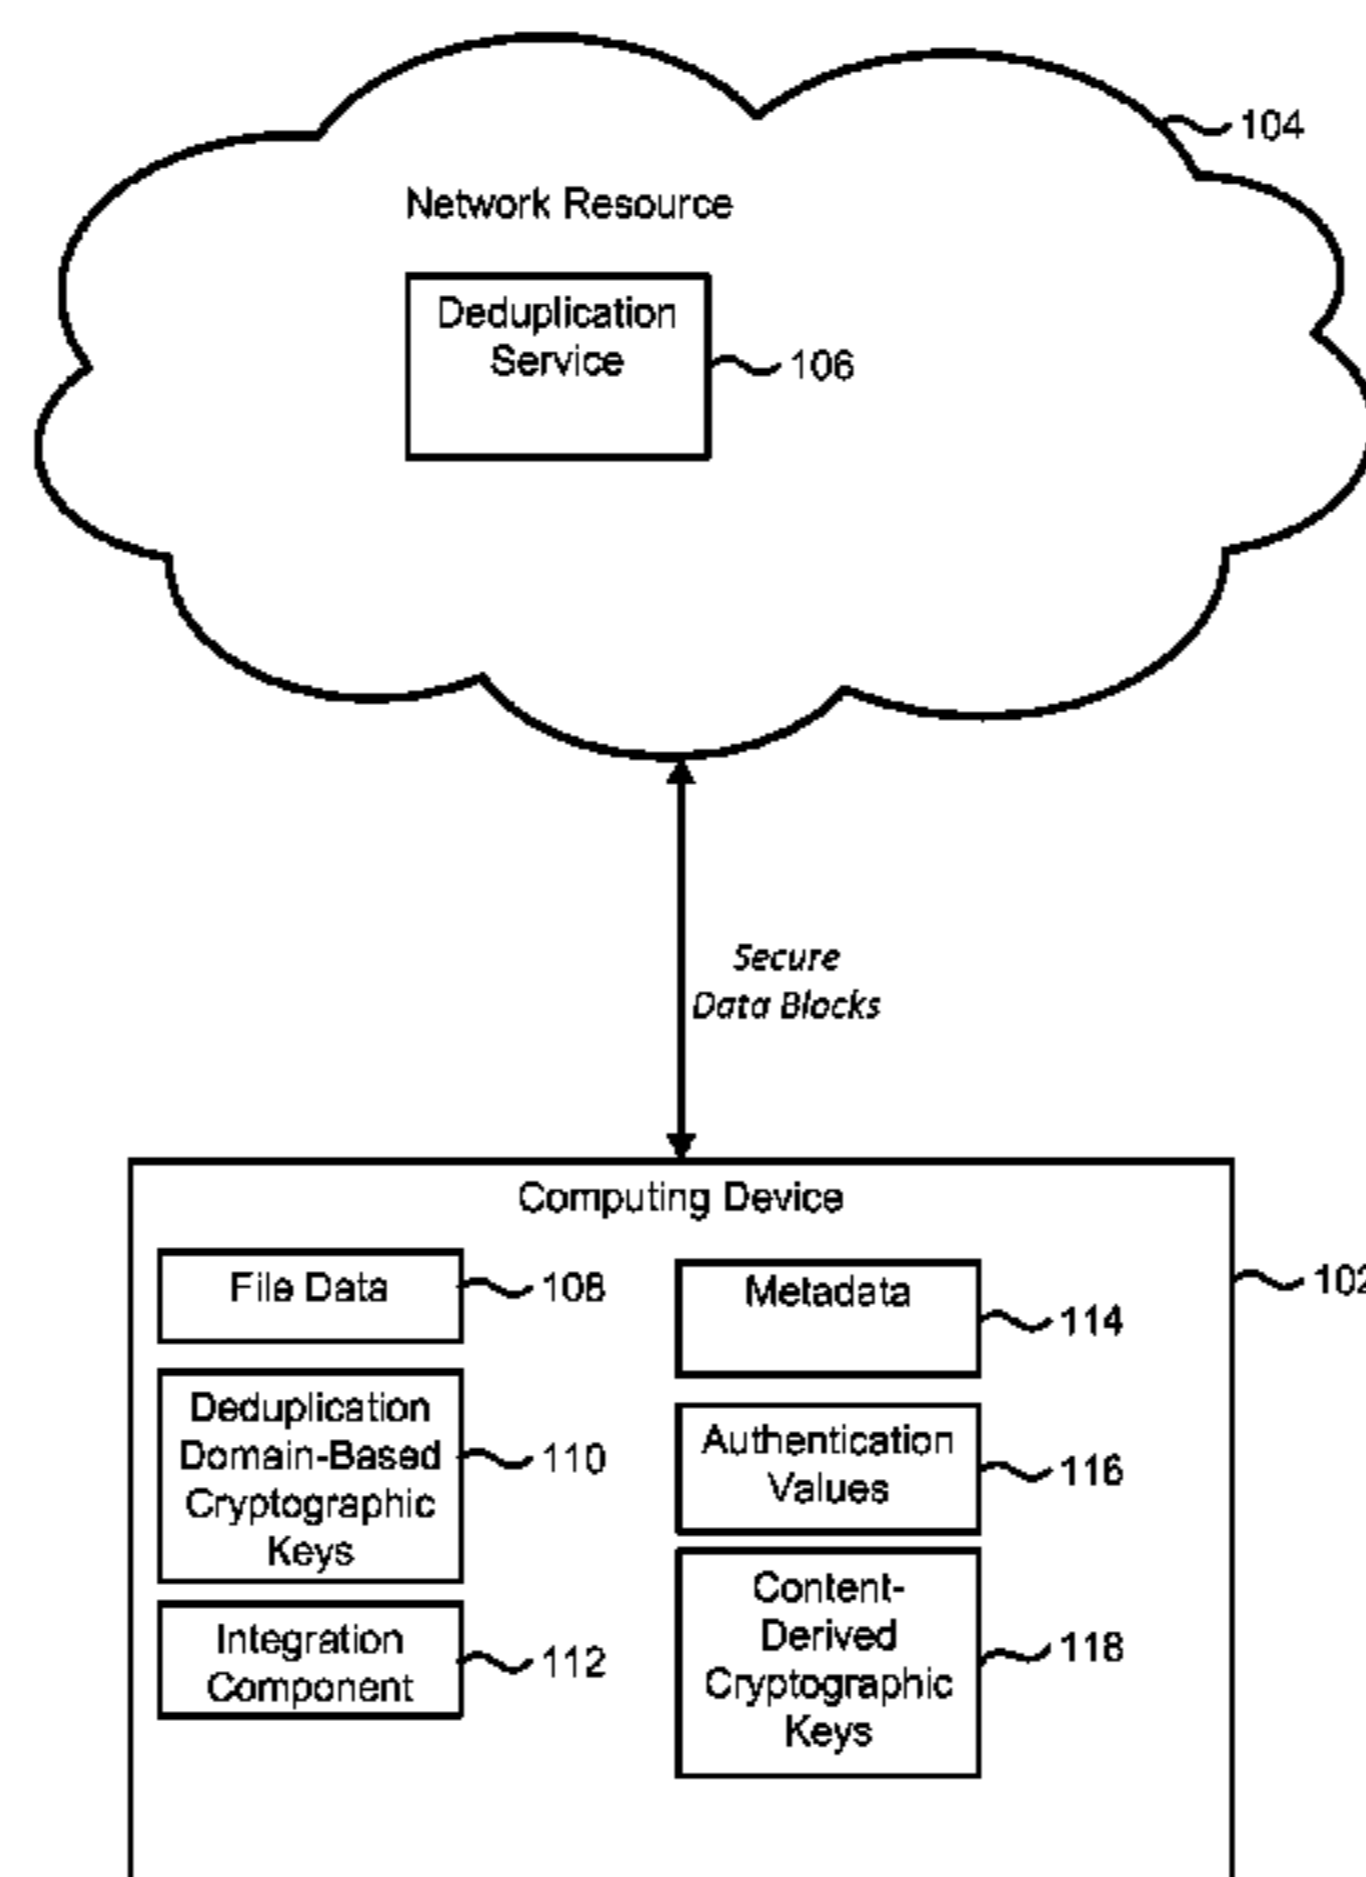 104
Network Resource
Deduplication
Service
106
Secure
Data Blocks
Computing Device
File Data
108
Deduplication
Domain-Based
Cryptographic
Keys
110
Integration
Component
112
Metadata
114
Authentication
Values
116
Content-
Derived
Cryptographic
Keys
118
102